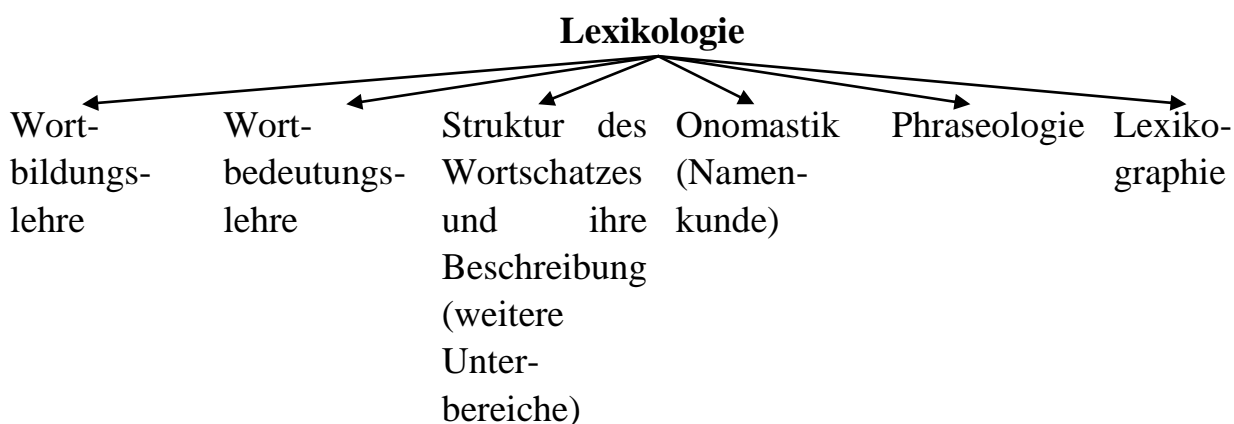 Lexikologie
Wort-
bildungs-
lehre
Wort-
bedeutungs-
lehre
Struktur des
Wortschatzes
und ihre
Beschreibung
(weitere
Unter-
bereiche)
Onomastik
(Namen-
kunde)
Phraseologie
Lexiko-
graphie